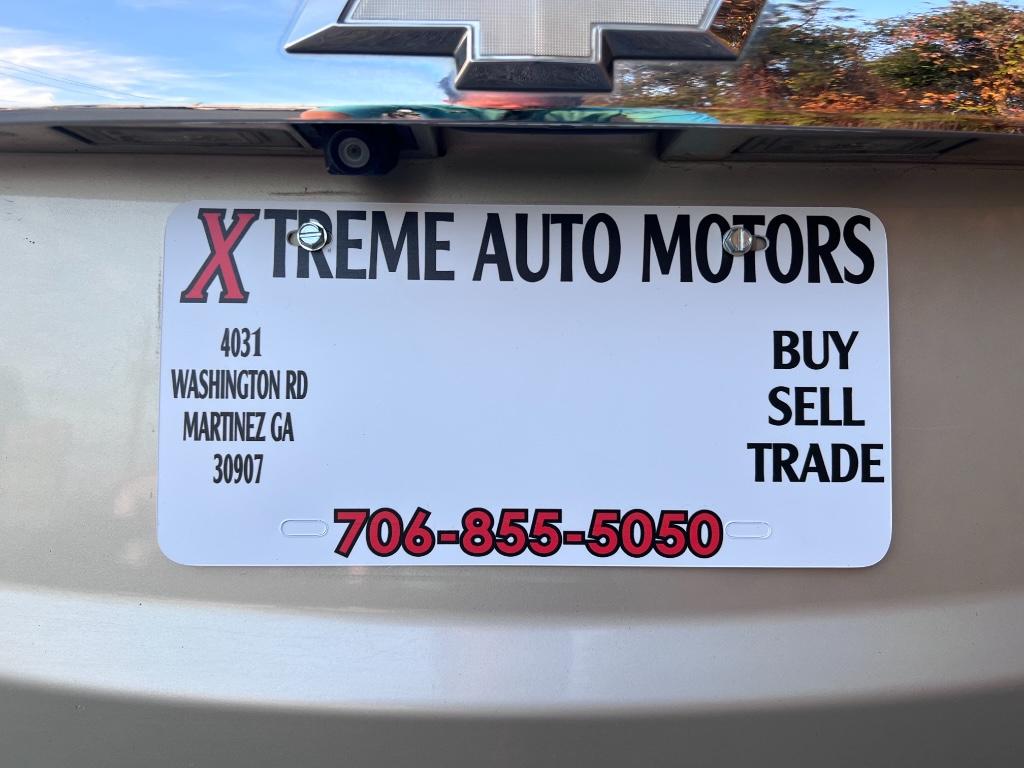 XTREME AUTO MOTORS
4031
WASHINGTON RD
MARTINEZ GA
30907
BUY
SELL
TRADE
706-855-5050